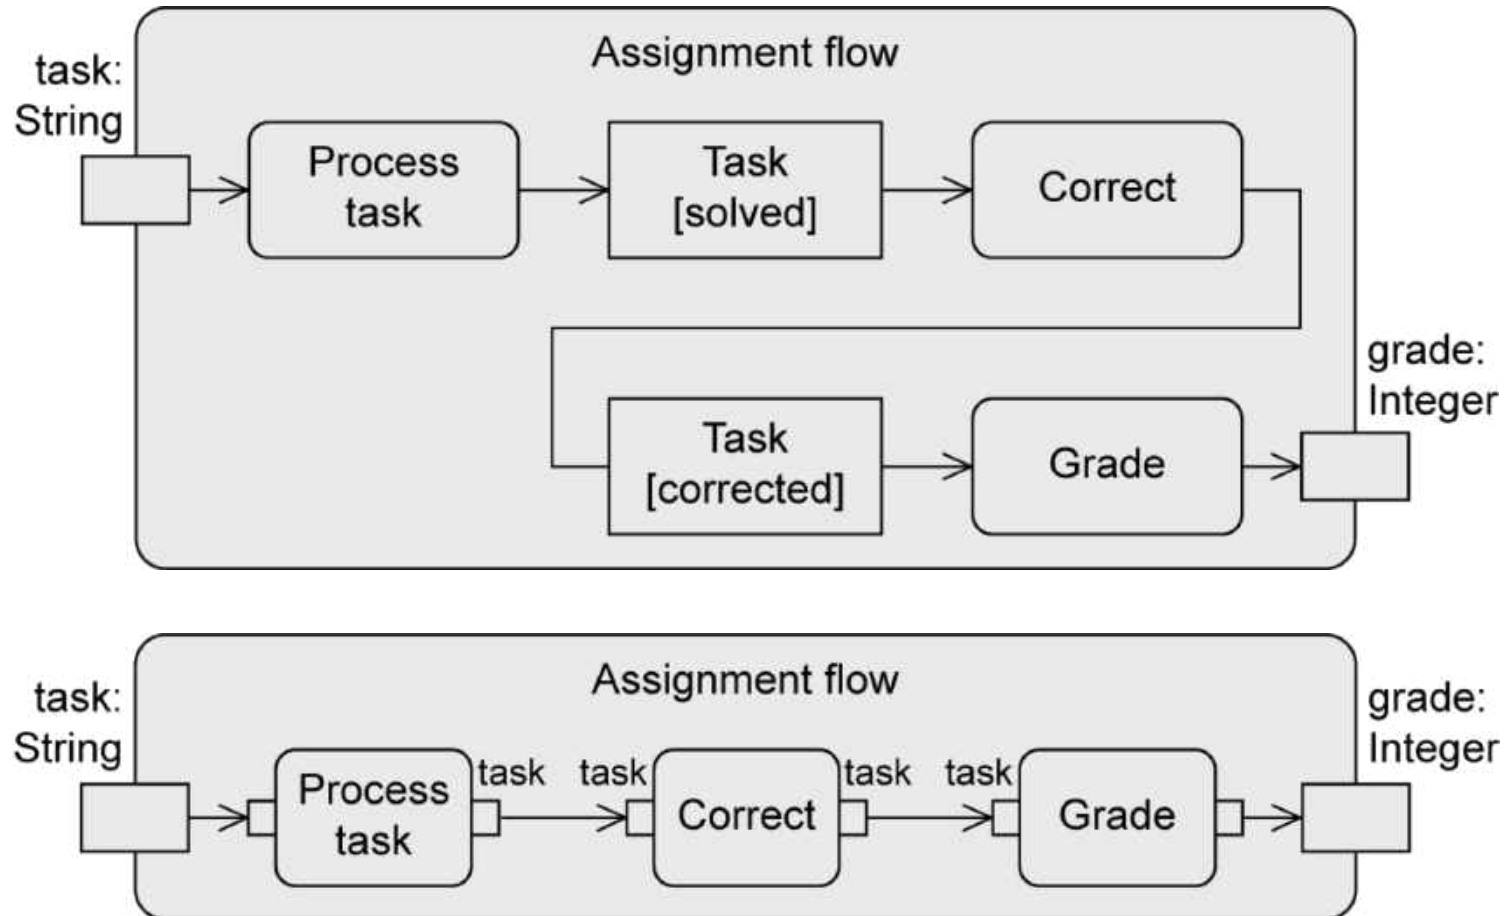 Assignment flow
task:
String
Process
task
Task
[solved]
Correct
grade:
Integer
Task
[corrected]
Grade
Assignment flow
task:
String
Process
task
task
task
Correct
task
task
Grade
grade:
Integer